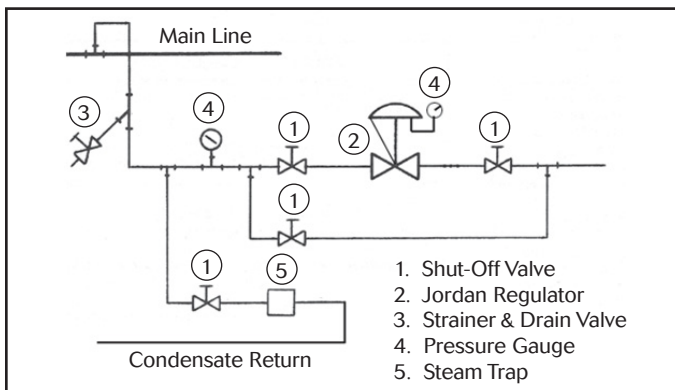 Main Line
3
4
4
1
2
1
1
1
5
1. Shut-Off Valve
2. Jordan Regulator
3. Strainer & Drain Valve
4. Pressure Gauge
5. Steam Trap
Condensate Return